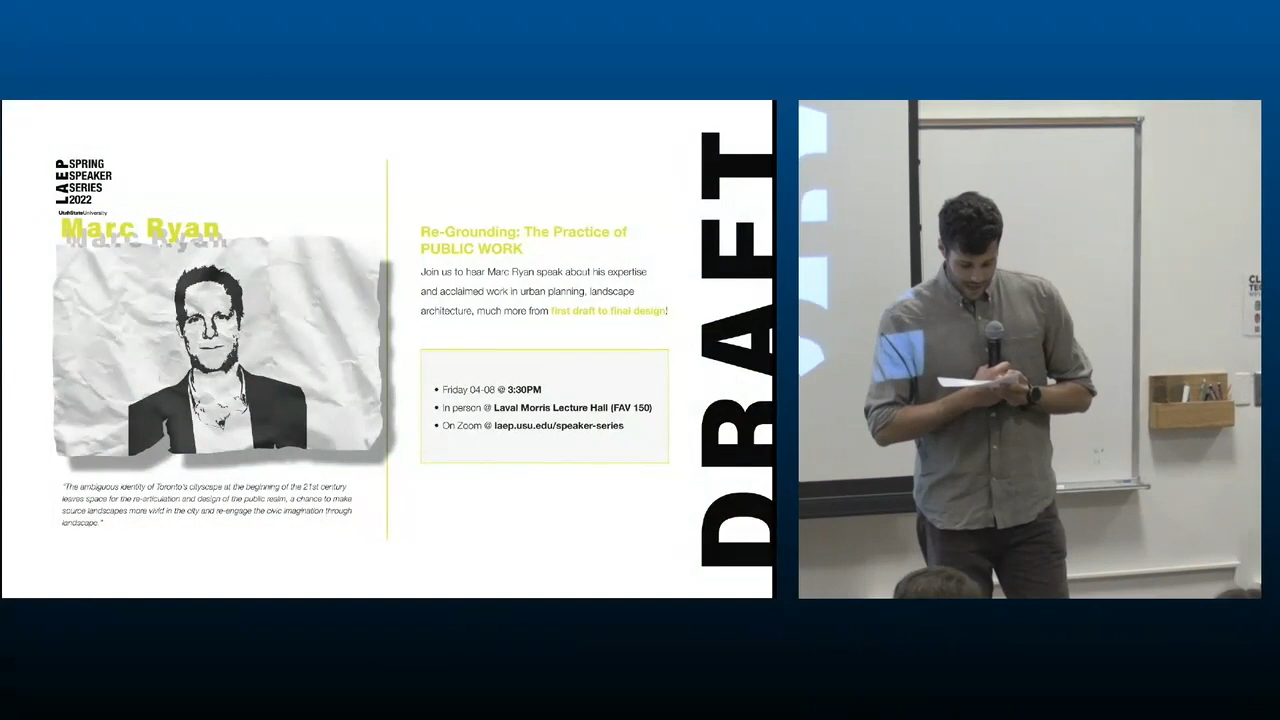 LAEP
SPRING
SPEAKER
SERIES
2022
UtahStateUniversity
Marc Ryan
Marc Ryan
Re-Grounding: The Practice of
PUBLIC WORK
Join us to hear Marc Ryan speak about his expertise
and acclaimed work in urban planning, landscape
architecture, much more from first draft to final design!
• Friday 04-08 @ 3:30PM
• In person @ Laval Morris Lecture Hall (FAV 150)
• On Zoom @ laep.usu.edu/speaker-series
"The ambiguous identity of Toronto's cityscape at the beginning of the 21st century
leaves space for the re-articulation and design of the public realm, a chance to make
source landscapes more vivid in the city and re-engage the civic imagination through
landscape."
DRAFT